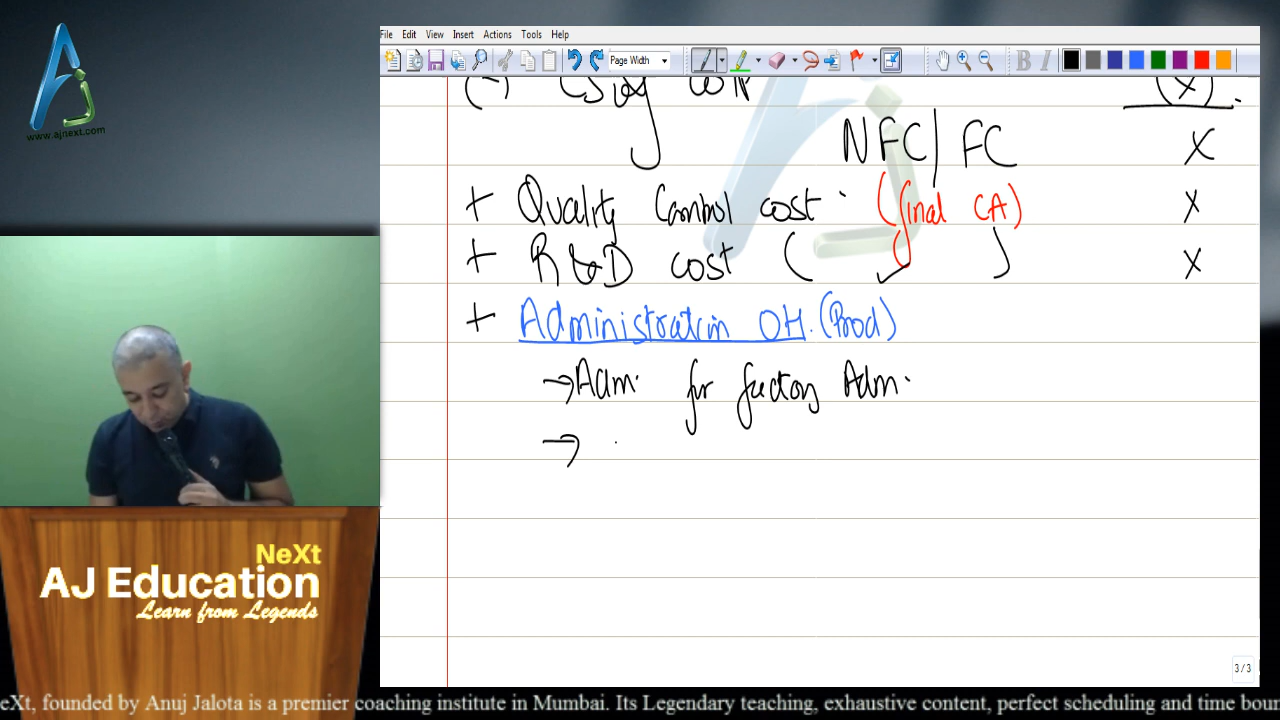 www.ajnext.com
File Edit View Insert Actions Tools Help
Page Width
B I
(-) (x)
NFC | FC X
+ Quality Control cost (final CA) X
+ R&D cost ( ) X
+ Administration OH. (Prod)
→ Adm. for factory Adm.
→
3/3
NeXt
AJ Education
Learn from Legends
eXt, founded by Anuj Jalota is a premier coaching institute in Mumbai. Its Legendary teaching, exhaustive content, perfect scheduling and time boun